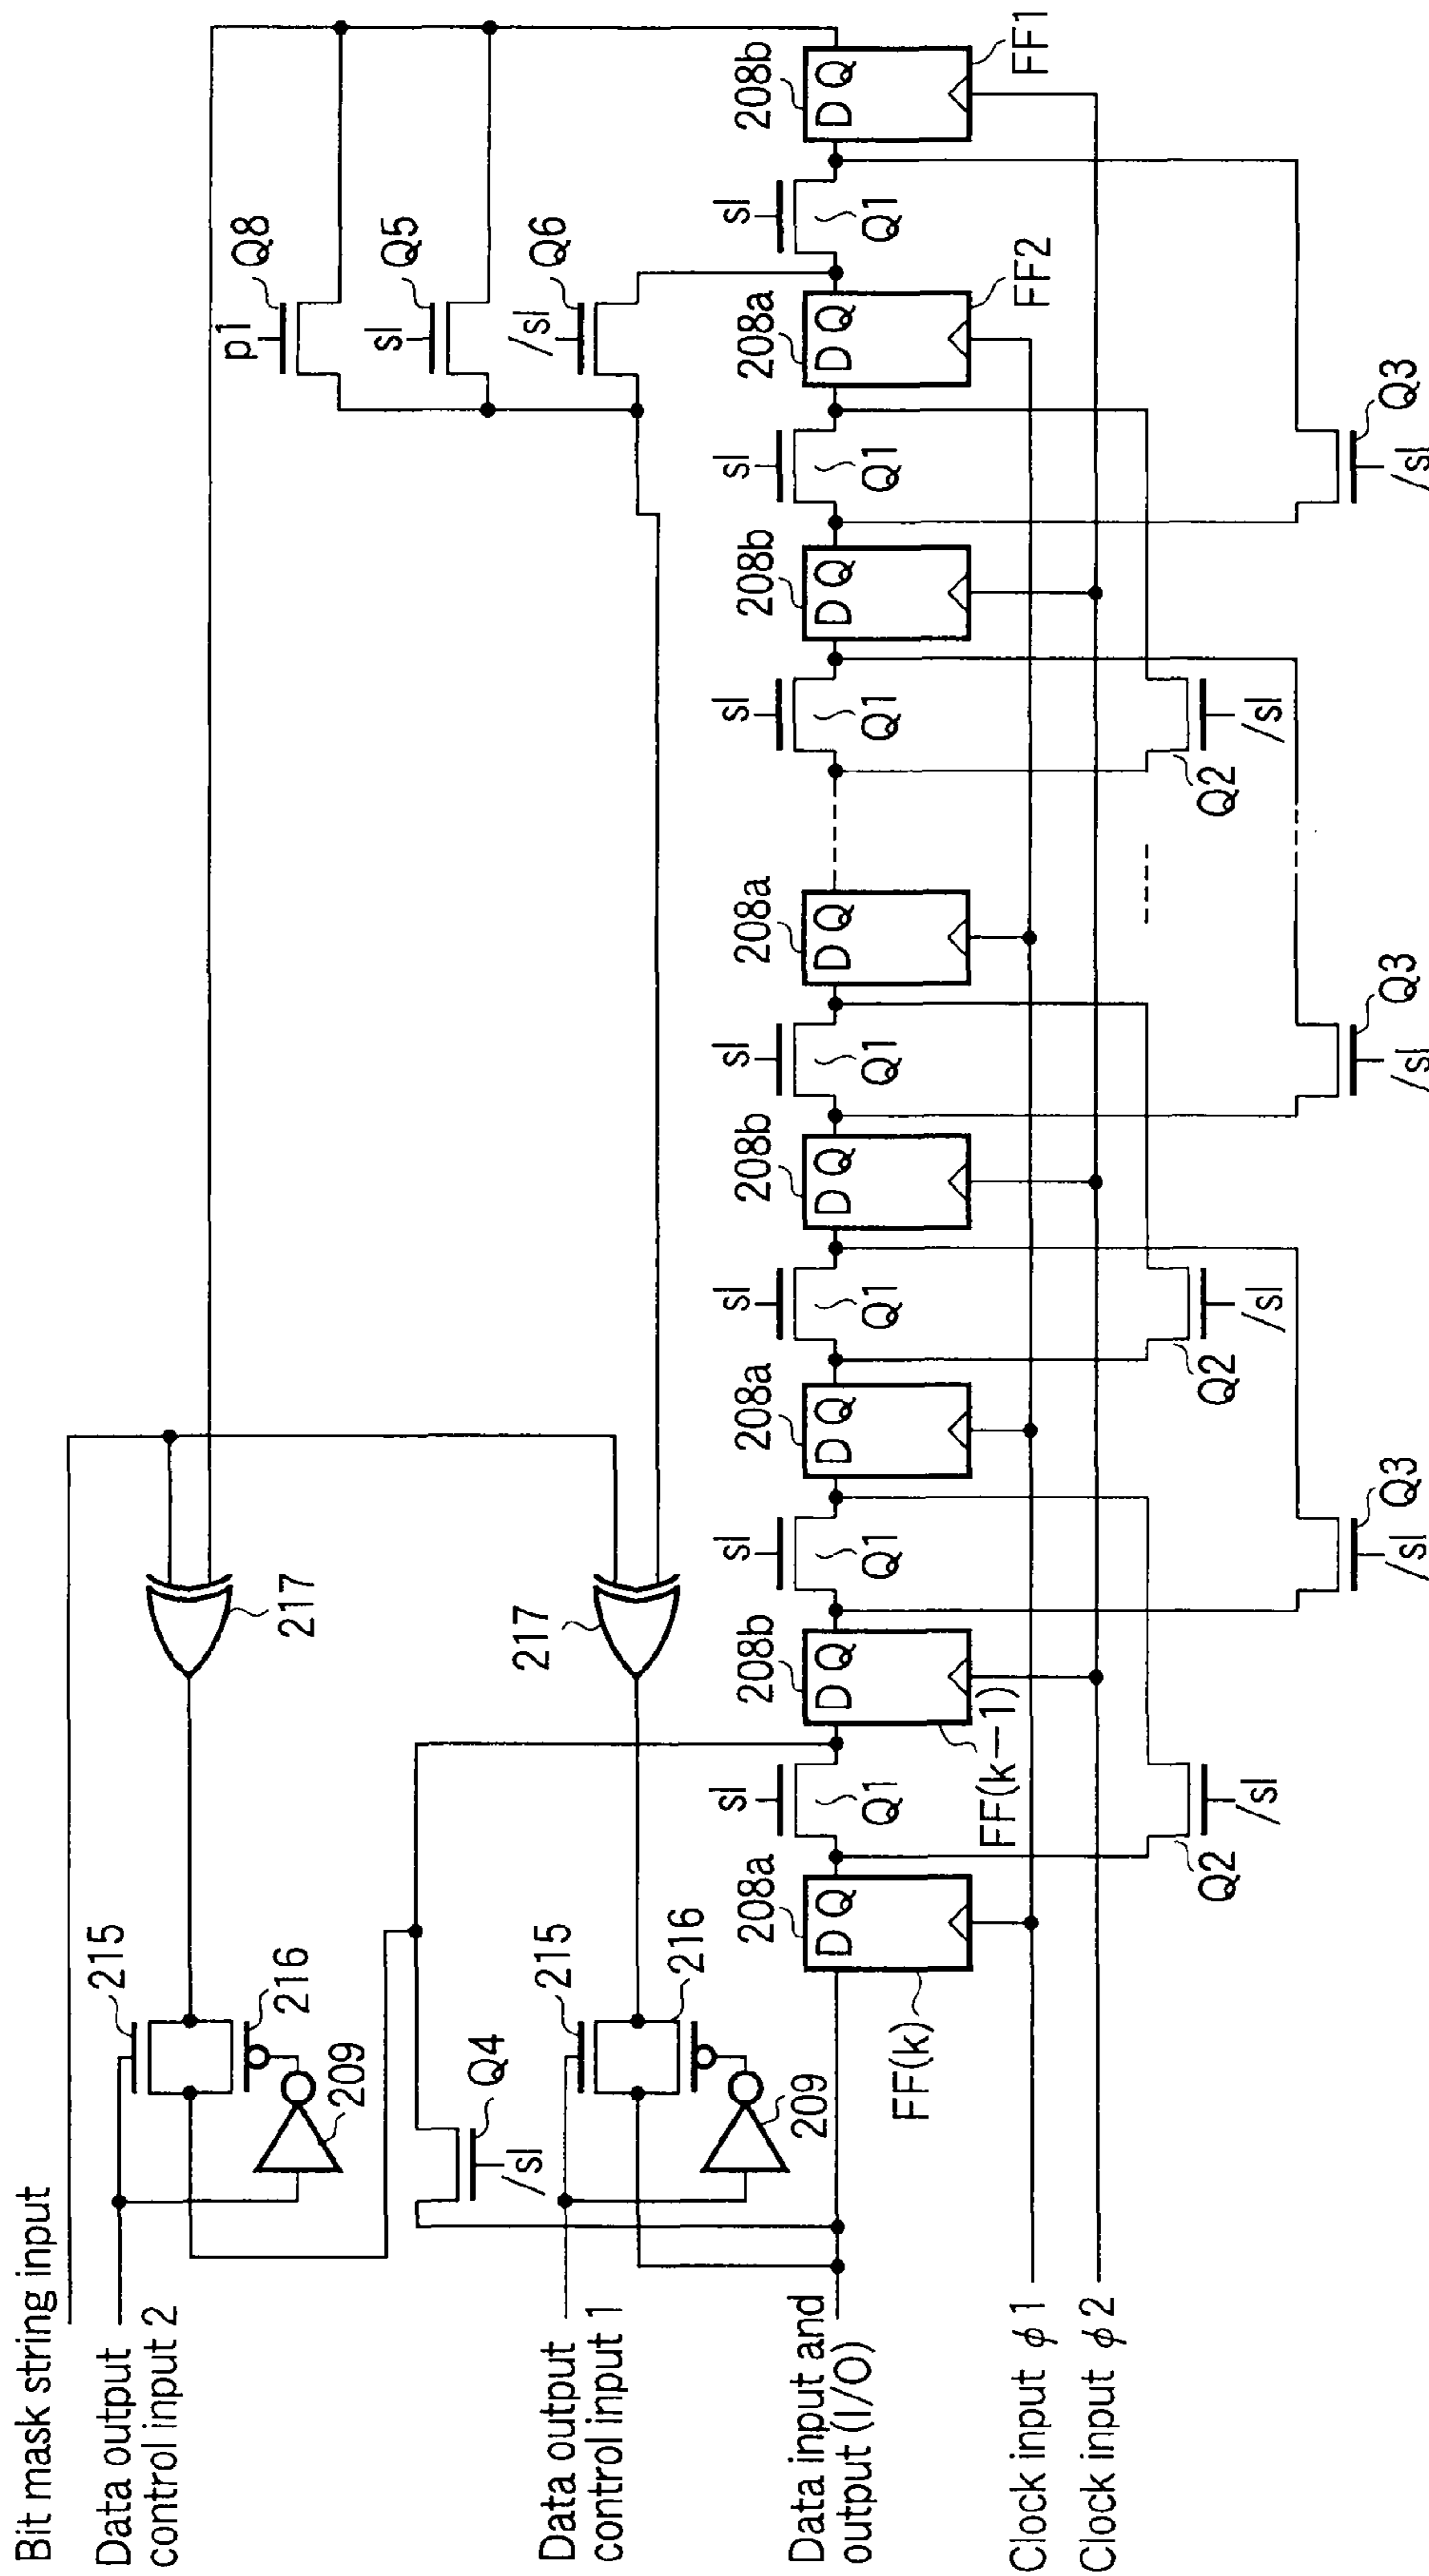 Bit mask string input
Data output
control input 2
215
216
209
217
p1
Q8
sl
Q5
/sl
Q6
Q4
/sl
217
Data output
control input 1
215
216
209
sl
sl
sl
sl
sl
sl
sl
208a
208b
208a
208b
208a
208b
208a
208b
Data input and
output (I/O)
D Q
D Q
D Q
D Q
D Q
D Q
D Q
D Q
Q1
Q1
Q1
Q1
Q1
Q1
Q1
FF(k)
FF(k−1)
FF2
FF1
Clock input φ1
Clock input φ2
Q2
Q2
Q2
/sl
/sl
/sl
Q3
Q3
Q3
/sl
/sl
/sl